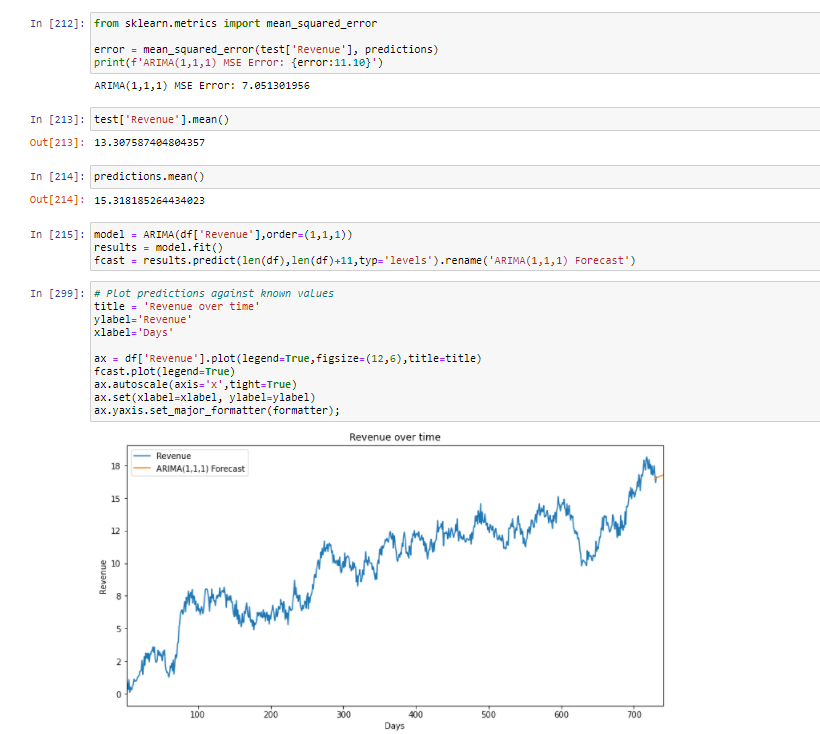 In [212]: from sklearn.metrics import mean_squared_error
error = mean_squared_error(test['Revenue'], predictions)
print(f'ARIMA(1,1,1) MSE Error: {error:11.10}')
ARIMA(1,1,1) MSE Error: 7.051301956
In [213]: test['Revenue'].mean()
Out[213]: 13.307587404804357
In [214]: predictions.mean()
Out[214]: 15.318185264434023
In [215]: model = ARIMA(df['Revenue'],order=(1,1,1))
results = model.fit()
fcast = results.predict(len(df),len(df)+11,typ='levels').rename('ARIMA(1,1,1) Forecast')
In [299]: # Plot predictions against known values
title = 'Revenue over time'
ylabel='Revenue'
xlabel='Days'
ax = df['Revenue'].plot(legend=True,figsize=(12,6),title=title)
fcast.plot(legend=True)
ax.autoscale(axis='x',tight=True)
ax.set(xlabel=xlabel, ylabel=ylabel)
ax.yaxis.set_major_formatter(formatter);
Revenue over time
Revenue
ARIMA(1,1,1) Forecast
18
15
12
10
8
5
2
0
Revenue
100 200 300 400 500 600 700
Days